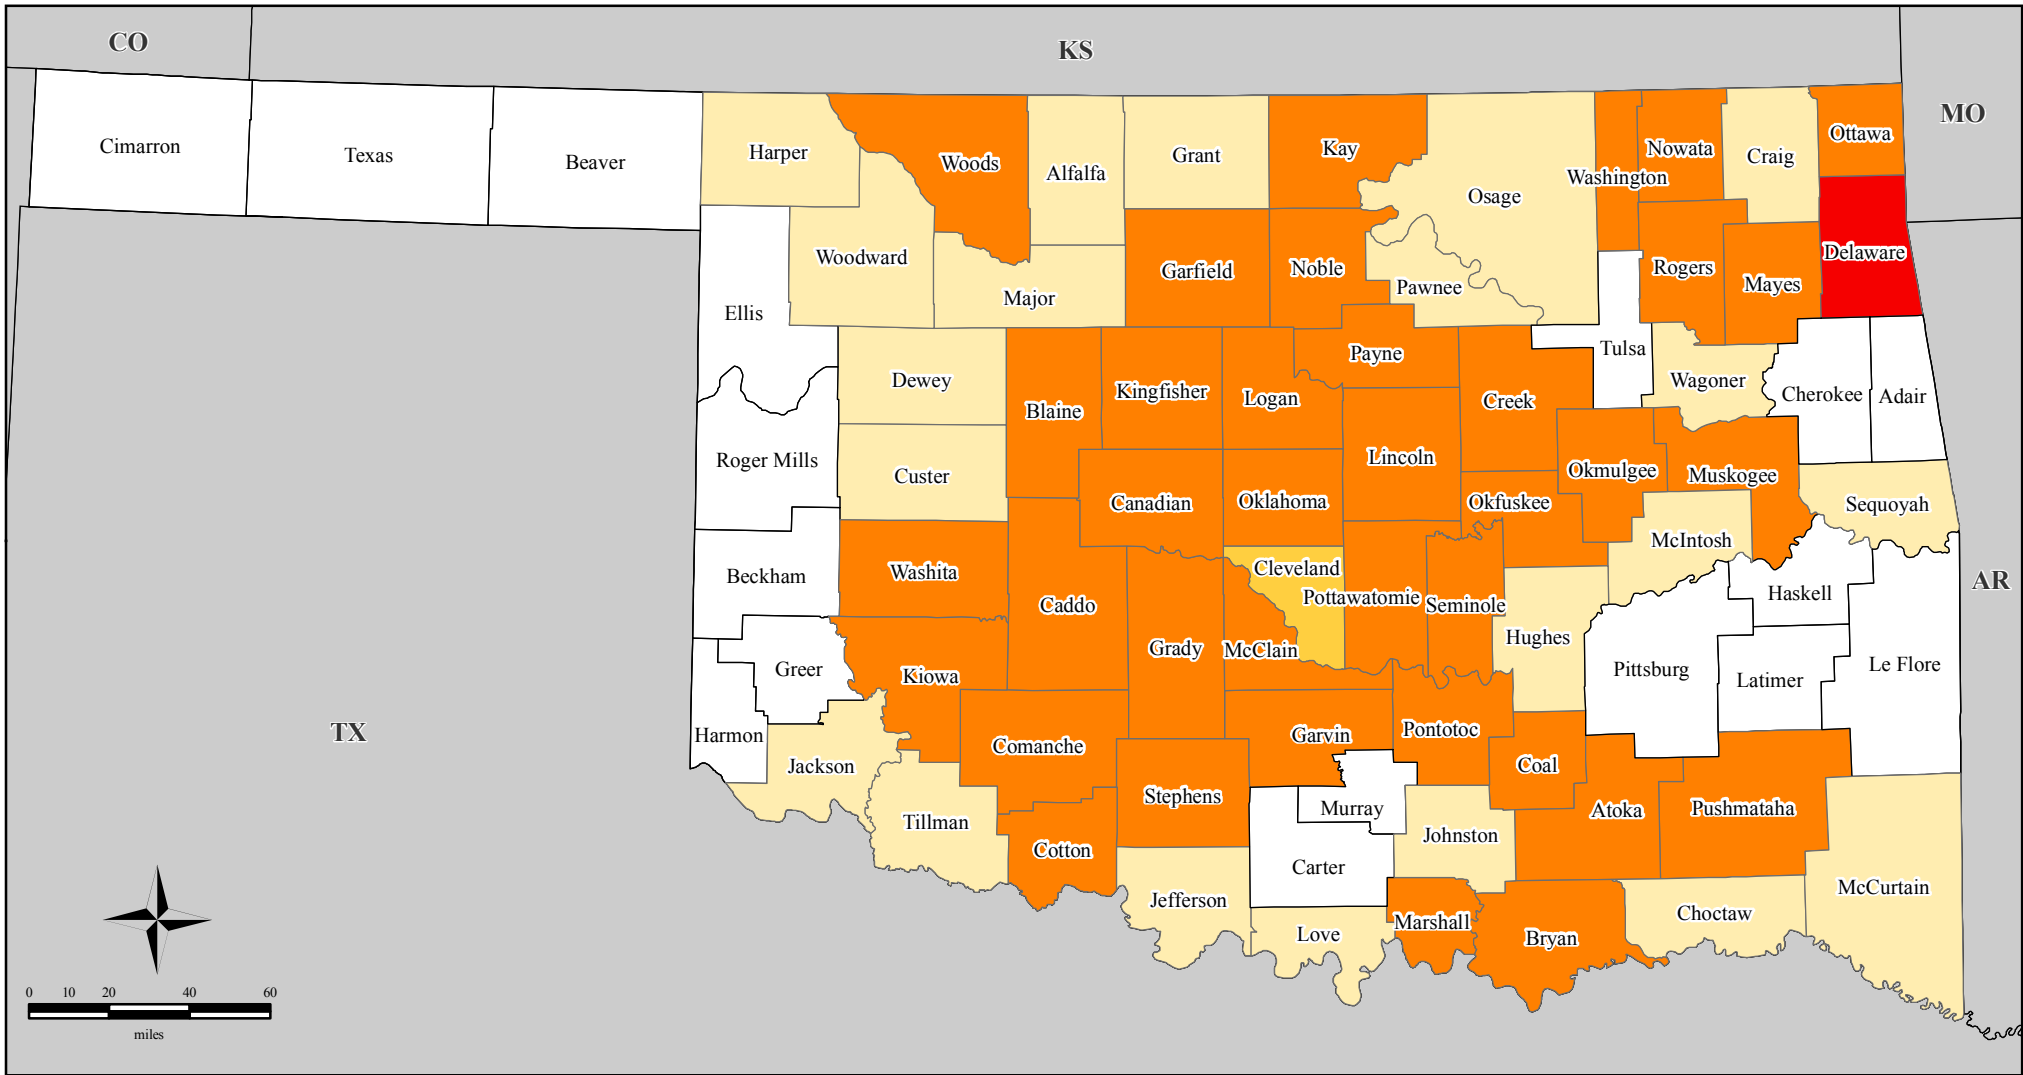 CO
KS
MO
Cimarron
Texas
Beaver
Harper
Woods
Alfalfa
Grant
Kay
Osage
Washington
Nowata
Craig
Ottawa
Ellis
Woodward
Major
Garfield
Noble
Pawnee
Rogers
Mayes
Delaware
Roger Mills
Dewey
Custer
Blaine
Kingfisher
Logan
Payne
Lincoln
Creek
Tulsa
Wagoner
Cherokee
Adair
Canadian
Oklahoma
Okfuskee
Okmulgee
Muskogee
Sequoyah
Beckham
Washita
Caddo
Grady
Cleveland
McClain
Pottawatomie
Seminole
Hughes
McIntosh
Haskell
AR
Greer
Kiowa
Pittsburg
Latimer
Le Flore
TX
Harmon
Jackson
Comanche
Stephens
Garvin
Pontotoc
Coal
Murray
Tillman
Cotton
Carter
Johnston
Atoka
Pushmataha
Jefferson
Love
Marshall
Bryan
Choctaw
McCurtain
0 10 20 40 60
miles